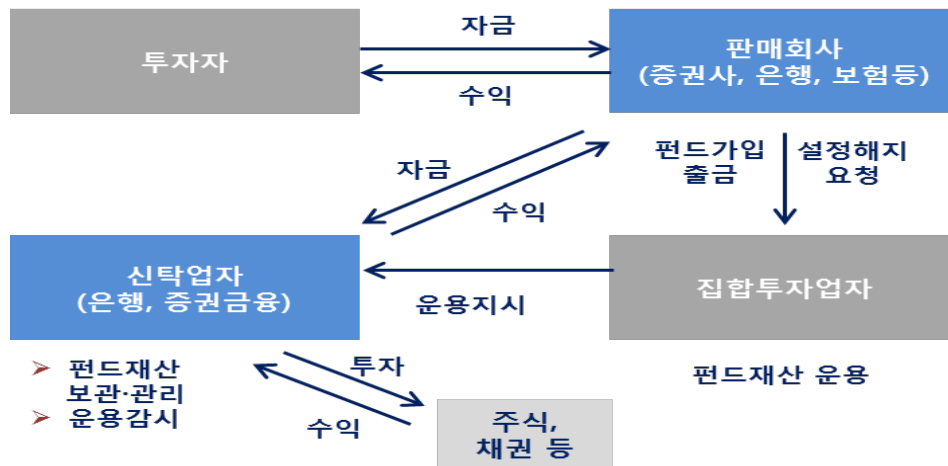 투자자
자금
수익
판매회사
(증권사, 은행, 보험등)
자금
수익
펀드가입
출금
설정해지
요청
신탁업자
(은행, 증권금융)
운용지시
집합투자업자
펀드재산
보관·관리
운용감시
투자
수익
주식,
채권 등
펀드재산 운용